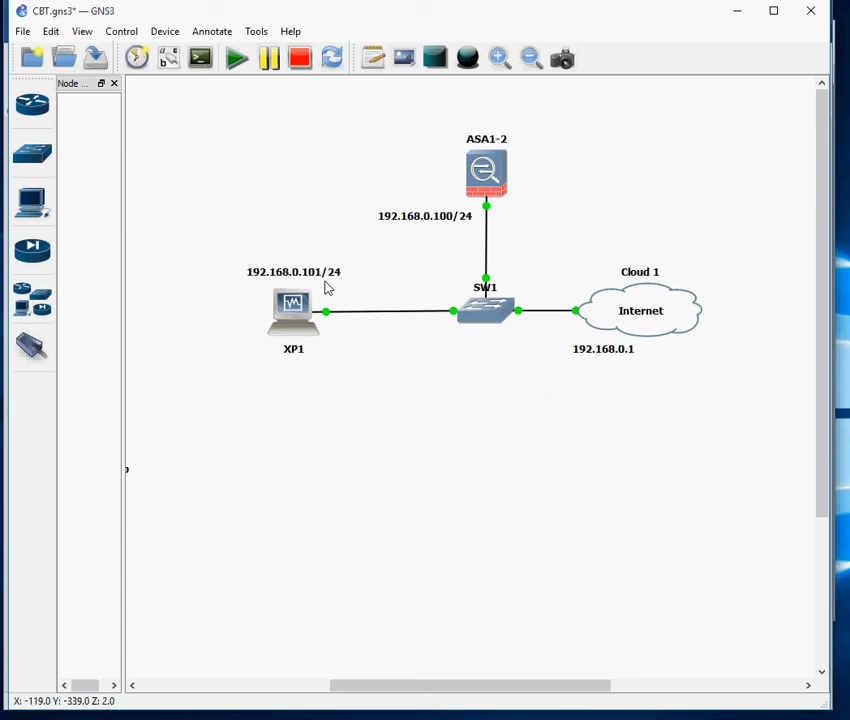 CBT.gns3* — GNS3
File Edit View Control Device Annotate Tools Help
Node ...
ASA1-2
192.168.0.100/24
192.168.0.101/24
Cloud 1
SW1
Internet
XP1
192.168.0.1
X: -119.0 Y: -339.0 Z: 2.0